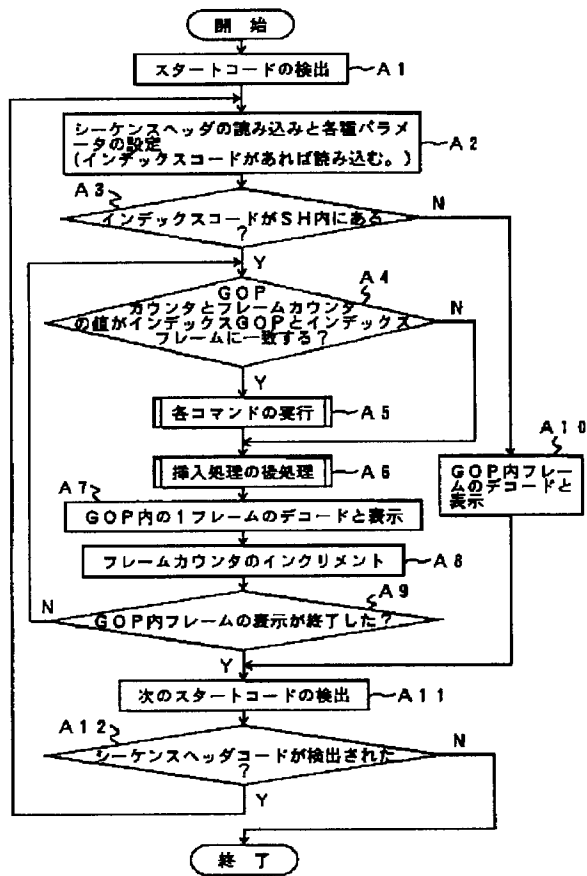 開 始
スタートコードの検出
A1
シーケンスヘッダの読み込みと各種パラメ
ータの設定
(インデックスコードがあれば読み込む。)
A2
A3
インデックスコードがSH内にある
?
N
Y
A4
GOP
カウンタとフレームカウンタ
の値がインデックスGOPとインデックス
フレームに一致する?
N
Y
各コマンドの実行
A5
A10
挿入処理の後処理
A6
GOP内フレー
ムのデコードと
表示
A7
GOP内の1フレームのデコードと表示
フレームカウンタのインクリメント
A8
A9
N
GOP内フレームの表示が終了した?
Y
次のスタートコードの検出
A11
A12
シーケンスヘッダコードが検出された
?
N
Y
終 了